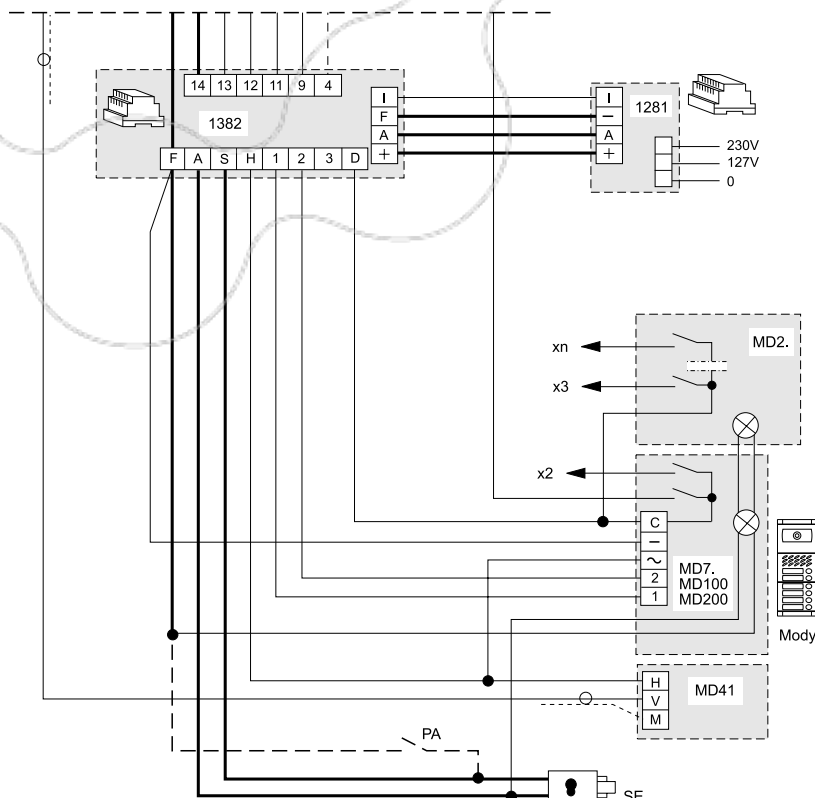 14 13 12 11 9 4
1382
I
F
A
+
F A S H 1 2 3 D
I
−
A
+
1281
230V
127V
0
xn
x3
MD2.
x2
C
−
~
2
1
MD7.
MD100
MD200
Mody
H
V
M
MD41
PA
SE